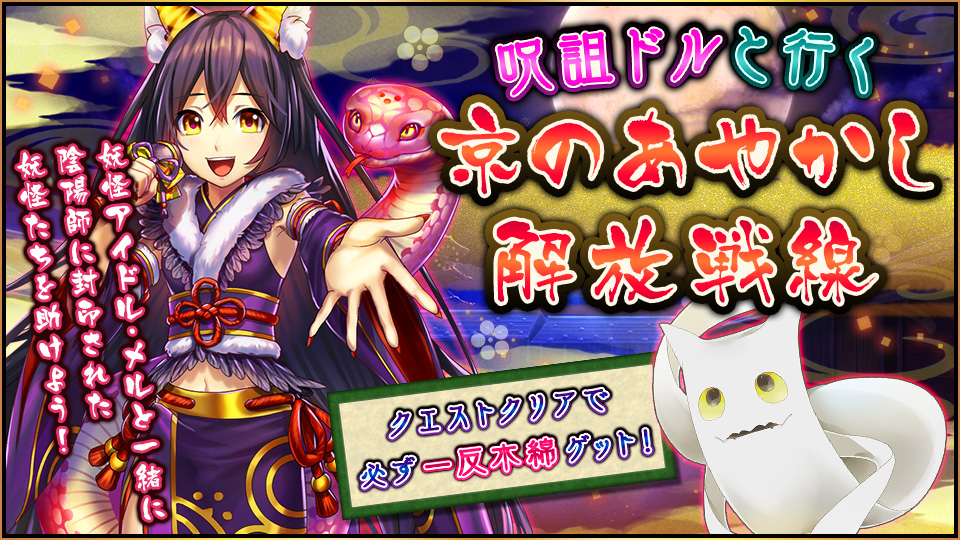 呪詛ドルと行く
京のあやかし
解放戦線
妖怪アイドル・メルと一緒に
陰陽師に封印された
妖怪たちを助けよう!
クエストクリアで
必ず一反木綿ゲット!